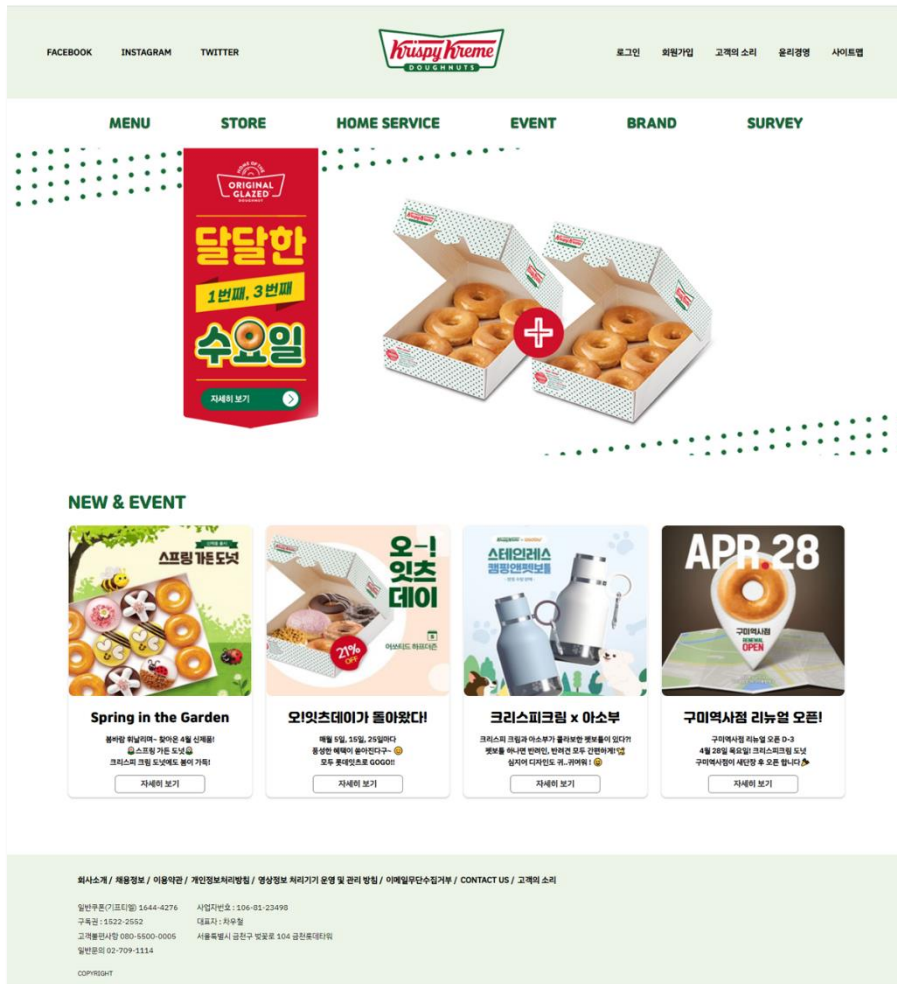 FACEBOOK INSTAGRAM TWITTER
Krispy Kreme
DOUGHNUTS
로그인 회원가입 고객의 소리 윤리경영 사이트맵
MENU STORE HOME SERVICE EVENT BRAND SURVEY
HOME OF THE
ORIGINAL
GLAZED
DOUGHNUT
달달한
1번째, 3번째
수요일
자세히 보기
Krispy Kreme
Krispy Kreme
NEW & EVENT
스프링 가든 도넛
오-!
잇츠
데이
어쏘티드 하프더즌
21%
OFF
스테인레스
캠핑앤펫보틀
APR.28
구미역사점
RENEWAL
OPEN
Spring in the Garden
봄바람 휘날리며~ 찾아온 4월 신제품!
스프링 가든 도넛
크리스피 크림 도넛에도 봄이 가득!
자세히 보기
오!잇츠데이가 돌아왔다!
매월 5일, 15일, 25일마다
풍성한 혜택이 쏟아진다구~ 😄
모두 롯데잇츠로 GOGO!!
자세히 보기
크리스피크림 x 아소부
크리스피 크림과 아소부가 콜라보한 펫보틀이 있다?!
펫보틀 하나면 반려인, 반려견 모두 간편하게!
심지어 디자인도 귀..귀여워 !
자세히 보기
구미역사점 리뉴얼 오픈!
구미역사점 리뉴얼 오픈 D-3
4월 28일 목요일! 크리스피크림 도넛
구미역사점이 새단장 후 오픈 합니다
자세히 보기
회사소개 / 채용정보 / 이용약관 / 개인정보처리방침 / 영상정보 처리기기 운영 및 관리 방침 / 이메일무단수집거부 / CONTACT US / 고객의 소리
일반쿠폰(기프티엘) 1644-4276 사업자번호 : 106-81-23498
구독권 : 1522-2552 대표자 : 차우철
고객불편사항 080-5500-0005 서울특별시 금천구 벚꽃로 104 금천롯데타워
일반문의 02-709-1114
COPYRIGHT